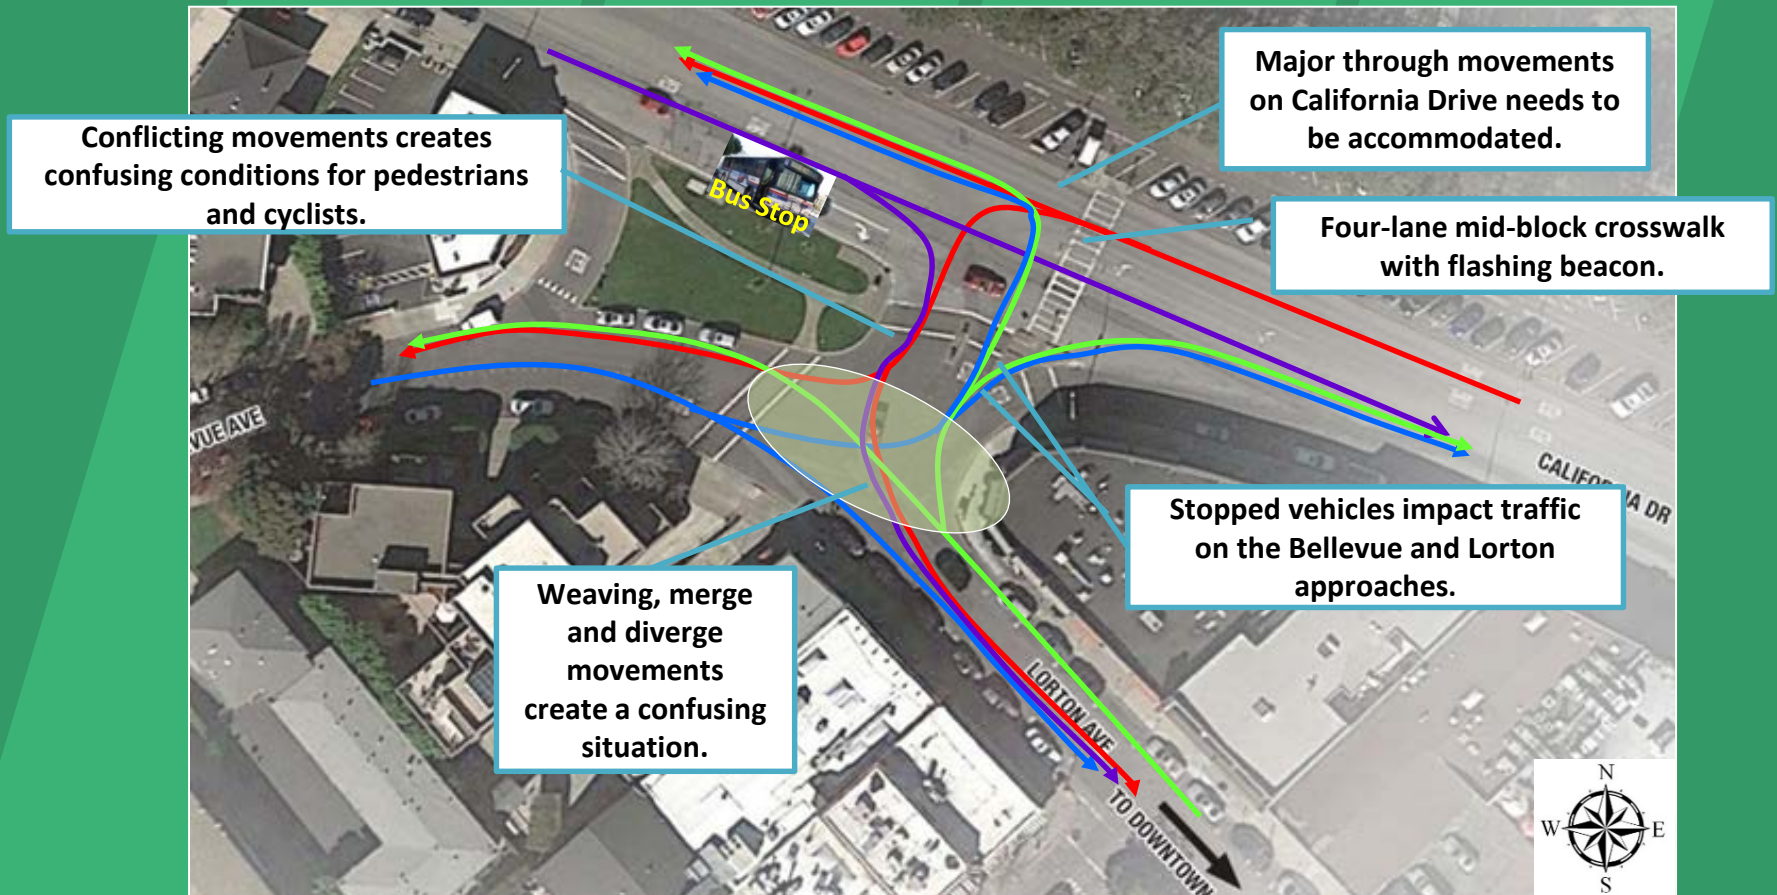 Major through movements
on California Drive needs to
be accommodated.
Conflicting movements creates
confusing conditions for pedestrians
and cyclists.
Bus Stop
Four-lane mid-block crosswalk
with flashing beacon.
VUE AVE
CALIFORNIA DR
Stopped vehicles impact traffic
on the Bellevue and Lorton
approaches.
Weaving, merge
and diverge
movements
create a confusing
situation.
LORTON AVE
TO DOWNTOWN
N
W
E
S